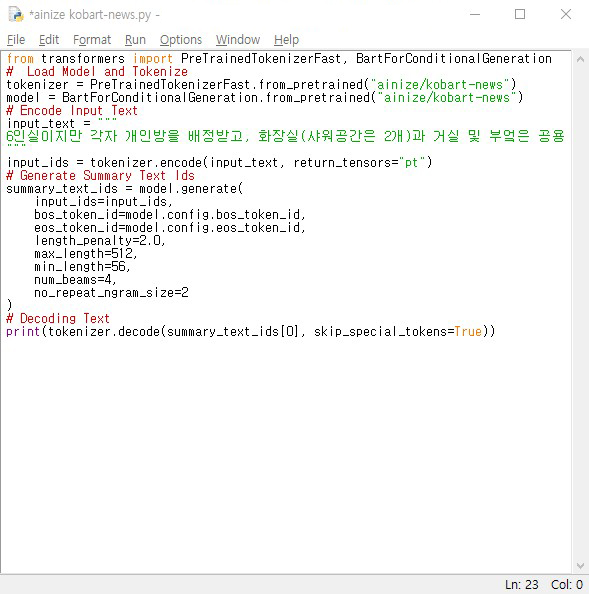 *ainize kobart-news.py -
File Edit Format Run Options Window Help
from transformers import PreTrainedTokenizerFast, BartForConditionalGeneration
#  Load Model and Tokenize
tokenizer = PreTrainedTokenizerFast.from_pretrained("ainize/kobart-news")
model = BartForConditionalGeneration.from_pretrained("ainize/kobart-news")
# Encode Input Text
input_text = """
6인실이지만 각자 개인방을 배정받고, 화장실(샤워공간은 2개)과 거실 및 부엌은 공용
"""
input_ids = tokenizer.encode(input_text, return_tensors="pt")
# Generate Summary Text Ids
summary_text_ids = model.generate(
    input_ids=input_ids,
    bos_token_id=model.config.bos_token_id,
    eos_token_id=model.config.eos_token_id,
    length_penalty=2.0,
    max_length=512,
    min_length=56,
    num_beams=4,
    no_repeat_ngram_size=2
)
# Decoding Text
print(tokenizer.decode(summary_text_ids[0], skip_special_tokens=True))
Ln: 23 Col: 0